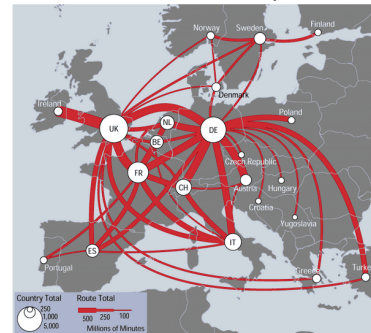 Norway
Sweden
Finland
Ireland
Denmark
UK
NL
DE
Poland
BE
Czech Republic
FR
CH
Austria
Hungary
Croatia
Yugoslavia
IT
ES
Portugal
Greece
Turke
Country Total
250
1,000
5,000
Route Total
500 250 100
Millions of Minutes